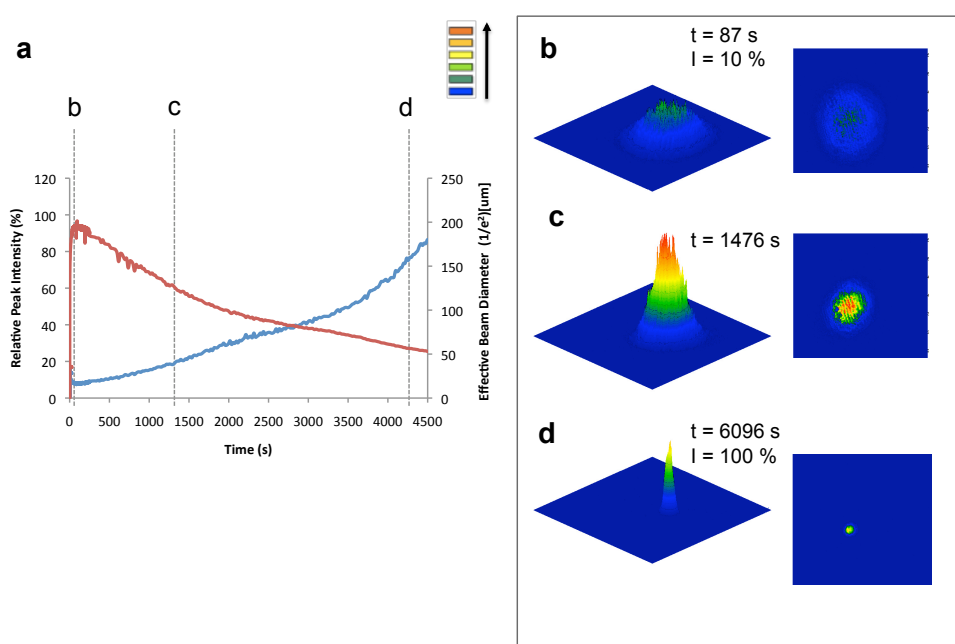 a
b c d
120
100
80
60
40
20
0
Relative Peak Intensity (%)
250
200
150
100
50
0
Effective Beam Diameter (1/e²)[um]
0 500 1000 1500 2000 2500 3000 3500 4000 4500
Time (s)
b
t = 87 s
I = 10 %
c
t = 1476 s
d
t = 6096 s
I = 100 %